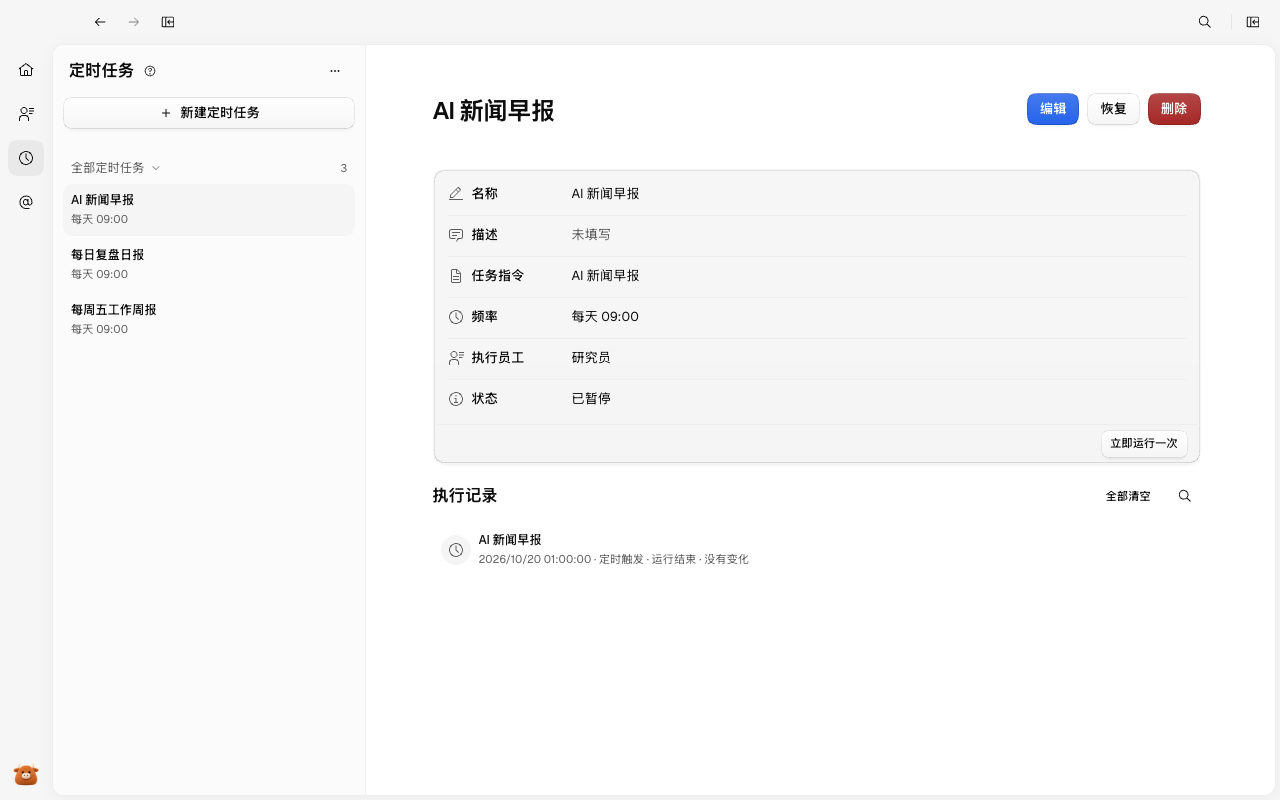 定时任务
新建定时任务
全部定时任务 3
AI 新闻早报
每天 09:00
每日复盘日报
每天 09:00
每周五工作周报
每天 09:00
AI 新闻早报
编辑 恢复 删除
名称 AI 新闻早报
描述 未填写
任务指令 AI 新闻早报
频率 每天 09:00
执行员工 研究员
状态 已暂停
立即运行一次
执行记录
全部清空
AI 新闻早报
2026/10/20 01:00:00 · 定时触发 · 运行结束 · 没有变化